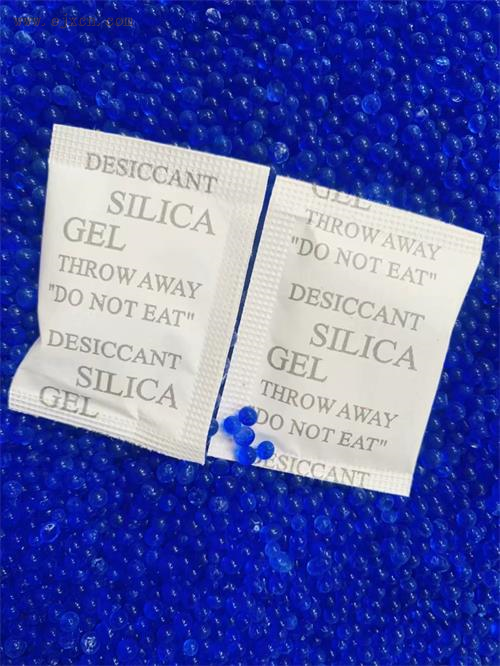 DESICCANT
SILICA
GEL
THROW AWAY
"DO NOT EAT"
DESICCANT
SILICA
GEL
GEL
THROW AWAY
"DO NOT EAT"
DESICCANT
SILICA
GEL
THROW AWAY
"DO NOT EAT"
DESICCANT